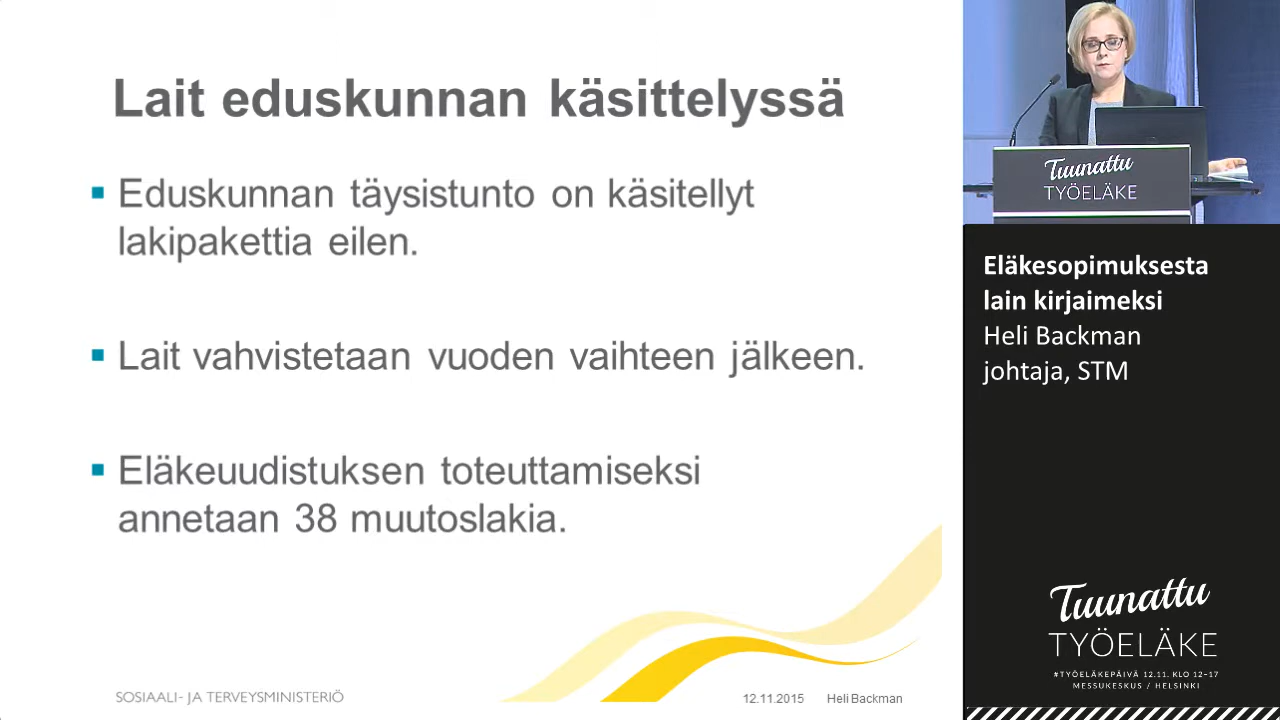 Lait eduskunnan käsittelyssä
Eduskunnan täysistunto on käsitellyt
lakipakettia eilen.
Lait vahvistetaan vuoden vaihteen jälkeen.
Eläkeuudistuksen toteuttamiseksi
annetaan 38 muutoslakia.
SOSIAALI- JA TERVEYSMINISTERIÖ
12.11.2015
Heli Backman
Tuunattu
TYÖELÄKE
Eläkesopimuksesta
lain kirjaimeksi
Heli Backman
johtaja, STM
Tuunattu
TYÖELÄKE
#TYÖELÄKEPÄIVÄ 12.11. KLO 12–17
MESSUKESKUS / HELSINKI